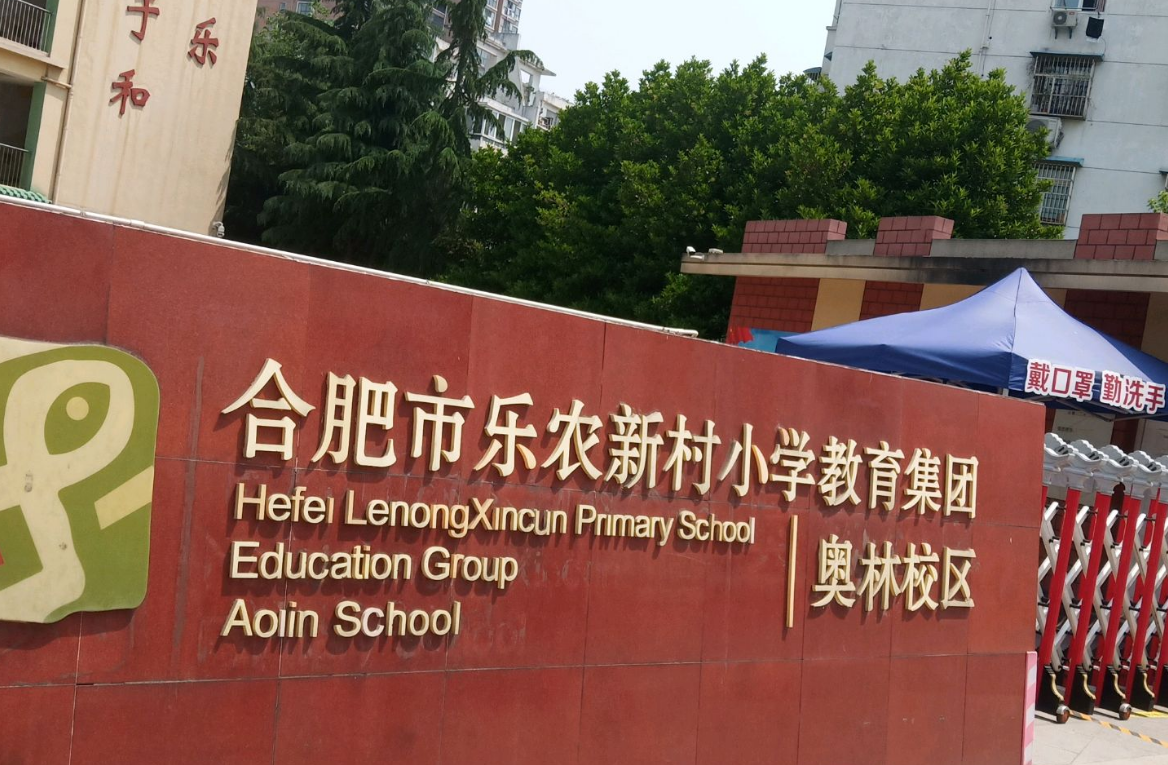 乐
和
合肥市乐农新村小学教育集团
Hefei LenongXincun Primary School
Education Group
Aolin School
奥林校区
戴口罩 勤洗手